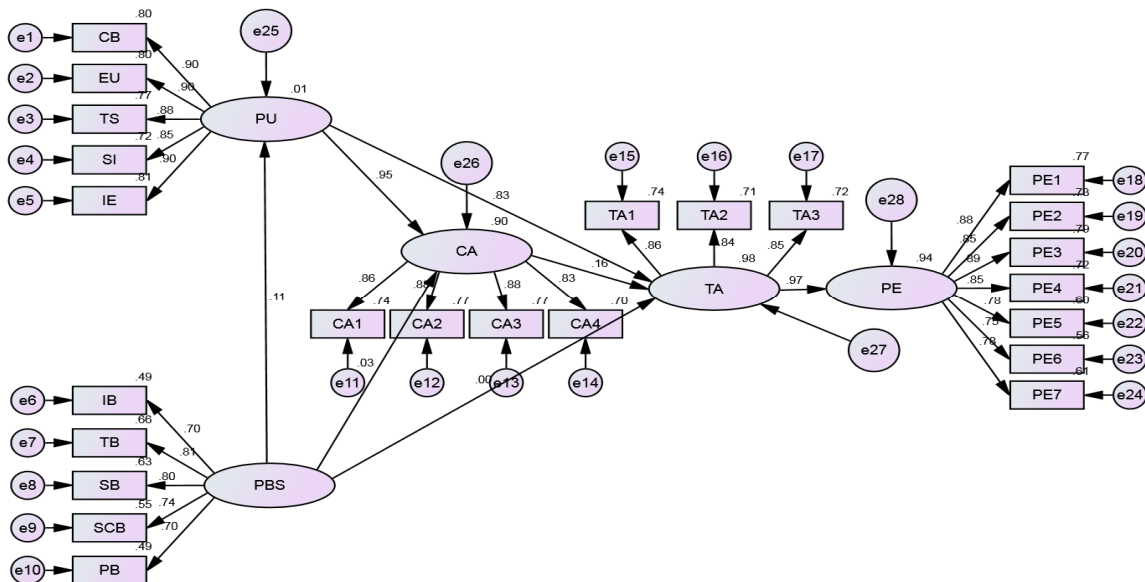 .80
e1 CB
e25
.80
.90
e2 EU
.90
.77
.01
e3 TS .88
PU
.72 .85
e4 SI
.90
.81
e5 IE
.95
e26
.83
.90
CA
.16
.86 .88 .88 .83
.74 .77 .77 .70
CA1 CA2 CA3 CA4
e11 e12 e13 e14
e15 e16 e17
.74 .71 .72
TA1 TA2 TA3
.86 .84 .85
.98
TA
.97
e27
e28
.94
PE
.77
PE1 e18
.88 .73
PE2 e19
.85 .79
PE3 e20
.89 .72
PE4 e21
.85 .60
PE5 e22
.78 .56
PE6 e23
.75 .61
PE7 e24
.78
.11
.03
.00
.49
e6 IB
.70
.66
e7 TB
.81
.63
e8 SB .80
PBS
.55 .74
e9 SCB
.70
.49
e10 PB